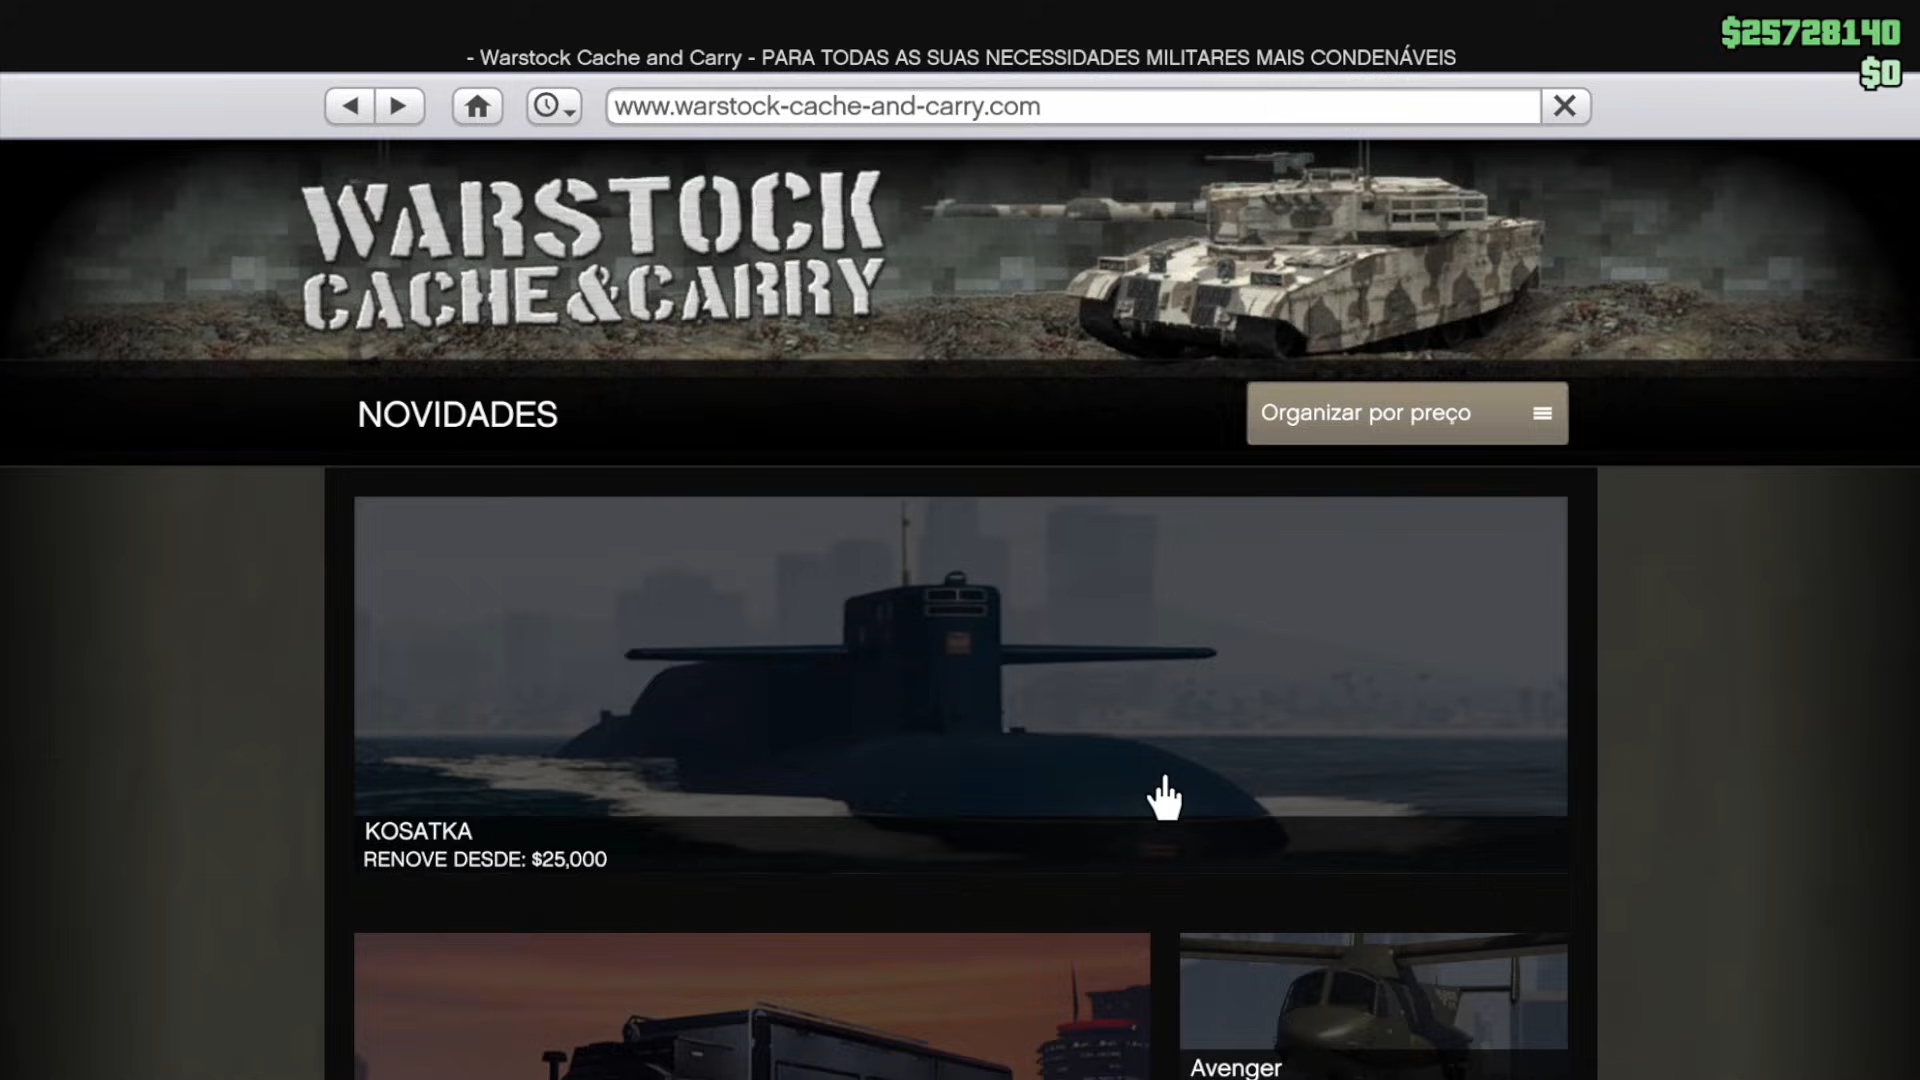 $25728140
- Warstock Cache and Carry - PARA TODAS AS SUAS NECESSIDADES MILITARES MAIS CONDENÁVEIS
$0
www.warstock-cache-and-carry.com
WARSTOCK
CACHE&CARRY
NOVIDADES
Organizar por preço
KOSATKA
RENOVE DESDE: $25,000
Avenger